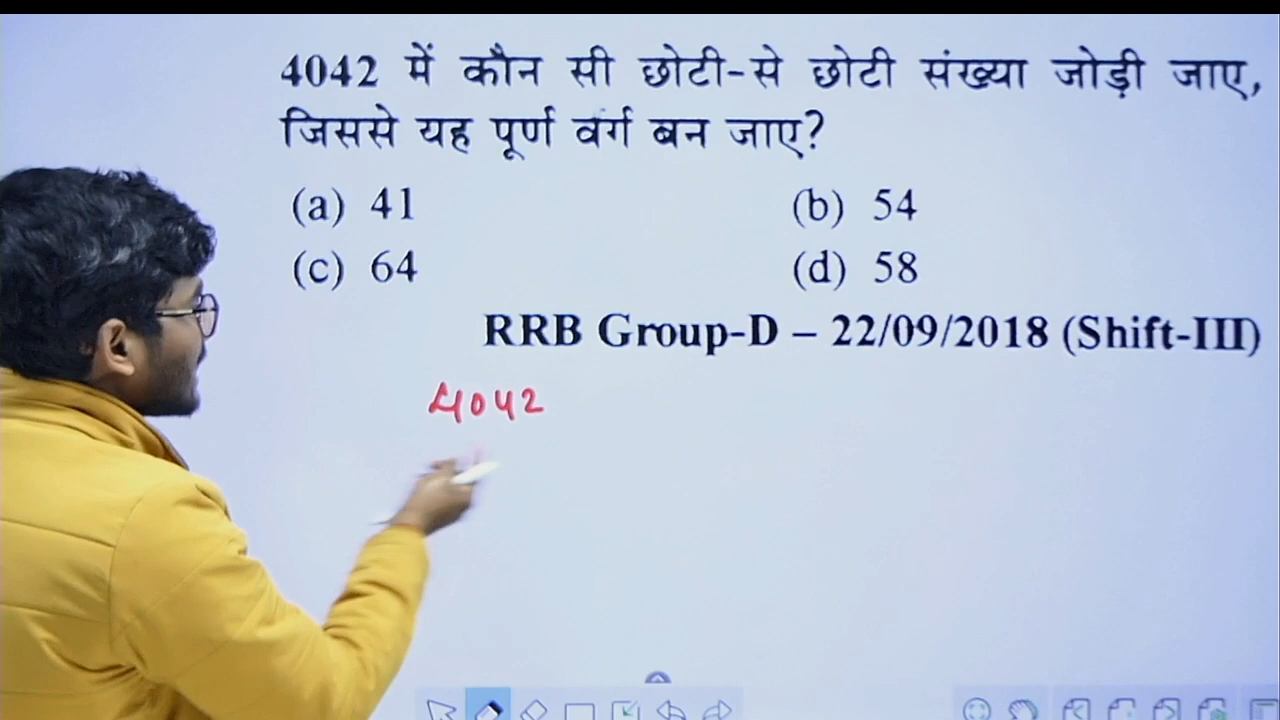 4042 में कौन सी छोटी-से छोटी संख्या जोड़ी जाए,
जिससे यह पूर्ण वर्ग बन जाए?
(a) 41 (b) 54
(c) 64 (d) 58
RRB Group-D – 22/09/2018 (Shift-III)
4042